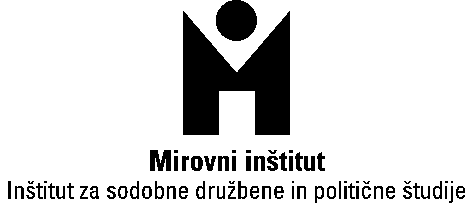 Mirovni inštitut
Inštitut za sodobne družbene in politične študije